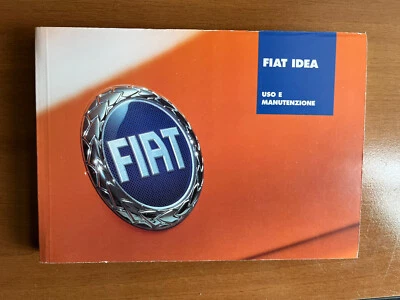 FIAT IDEA
USO E
MANUTENZIONE
FIAT